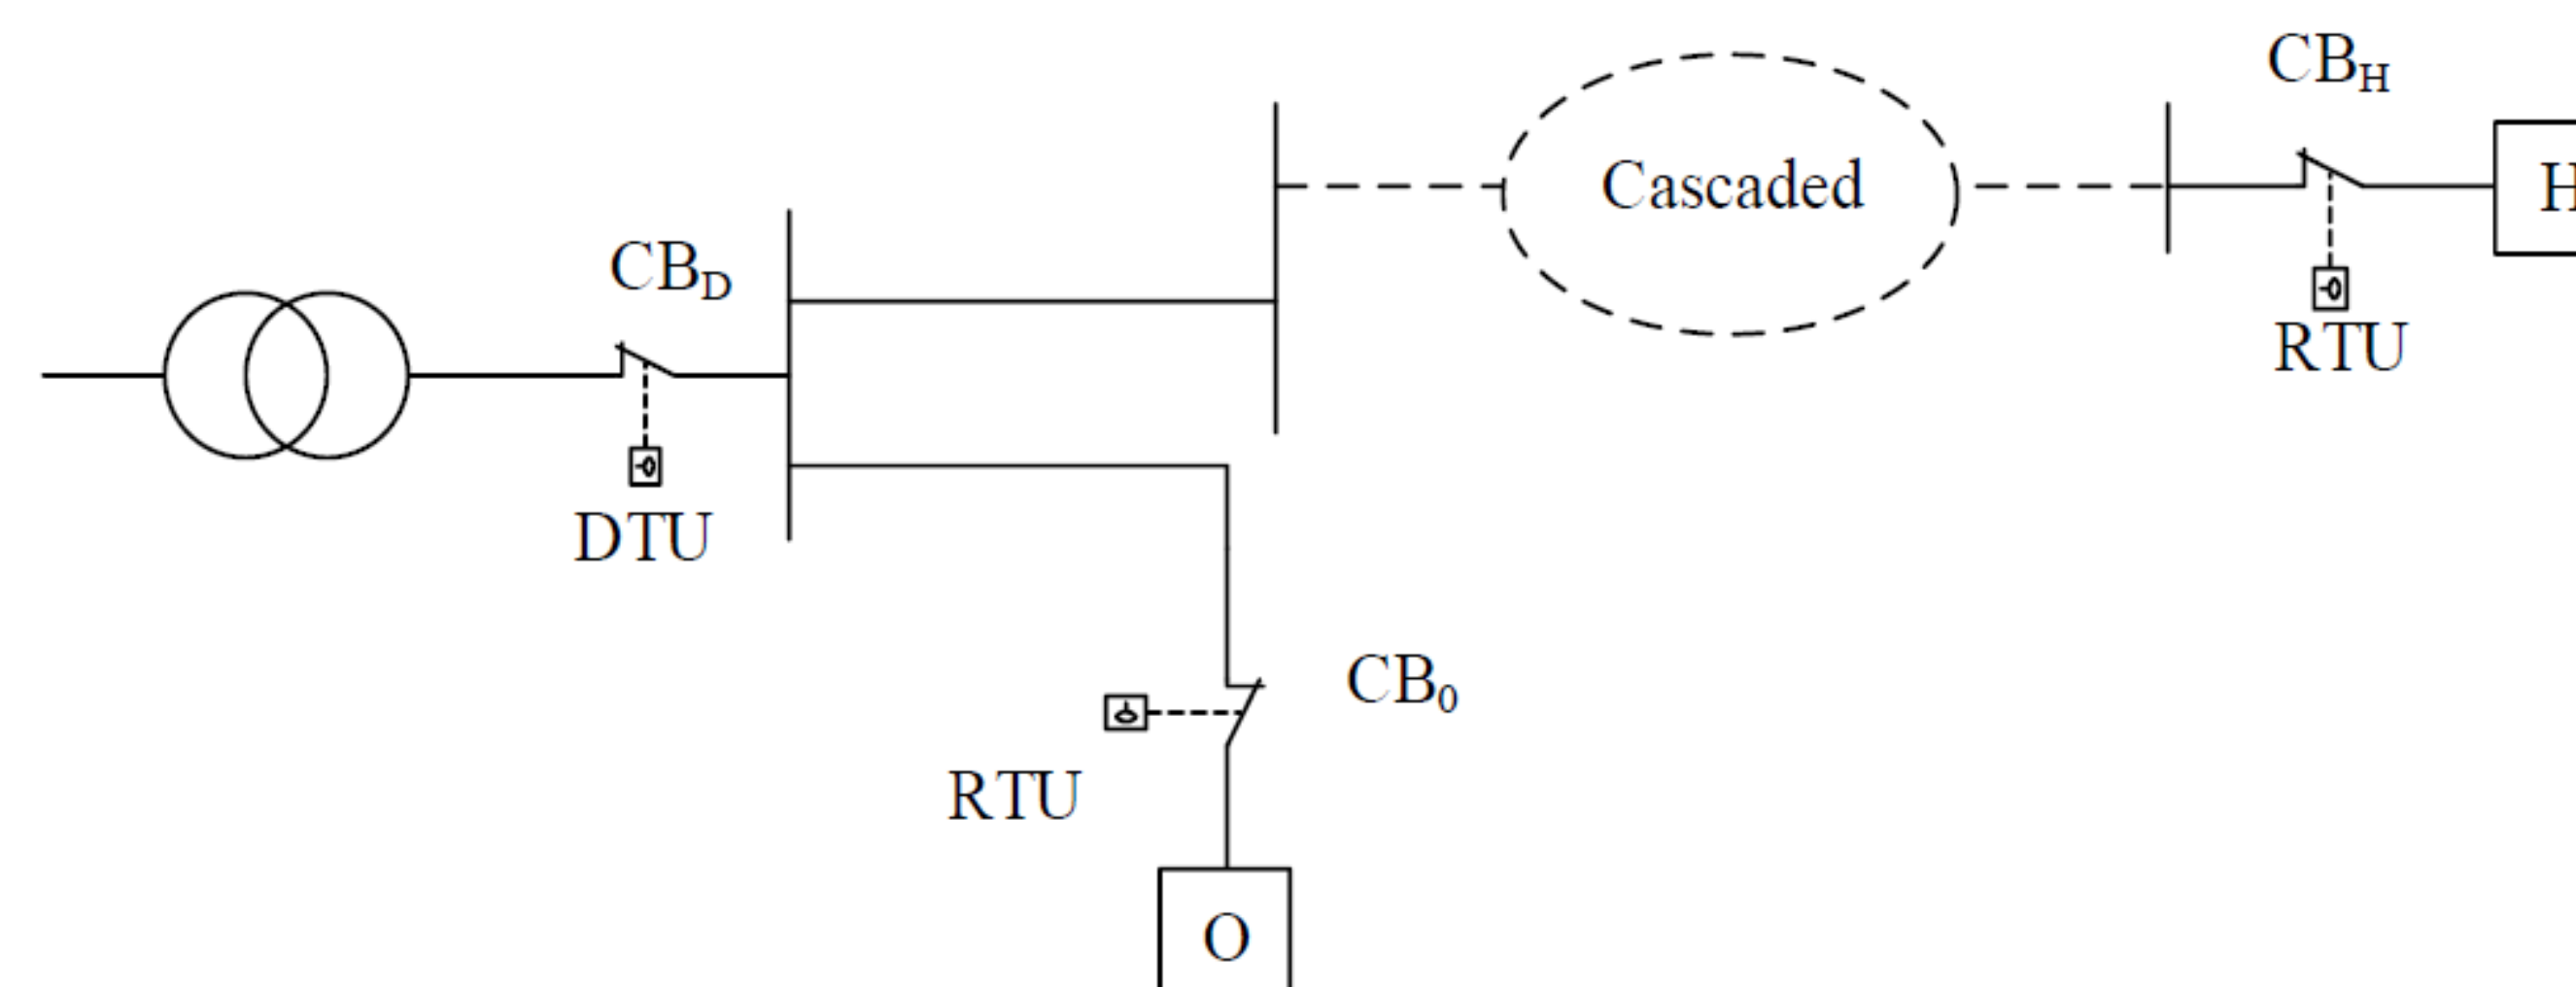 CB_H
Cascaded
H
CB_D
RTU
DTU
CB_0
RTU
O